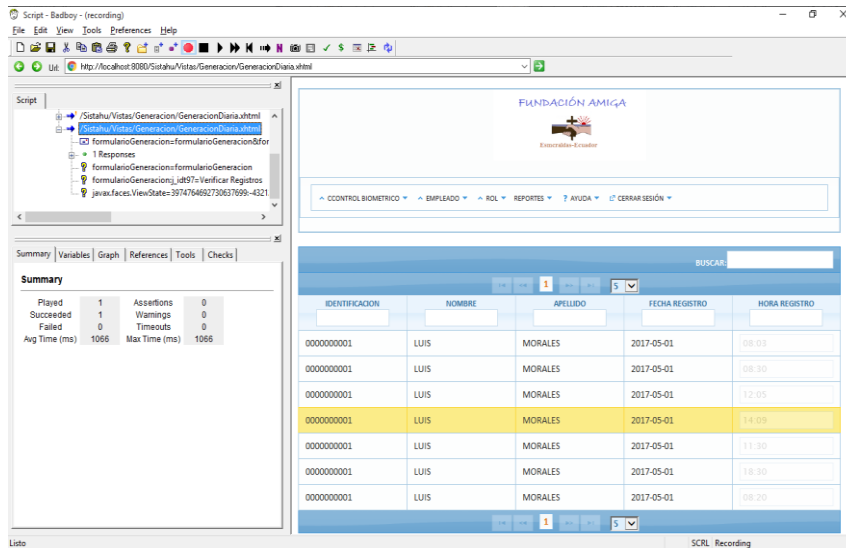 Script - Badboy - (recording)
File Edit View Tools Preferences Help
Url: http://localhost:8080/Sistahu/Vistas/Generacion/GeneracionDiaria.xhtml
Script
/Sistahu/Vistas/Generacion/GeneracionDiaria.xhtml
/Sistahu/Vistas/Generacion/GeneracionDiaria.xhtml
formularioGeneracion=formularioGeneracion&for
1 Responses
formularioGeneracion=formularioGeneracion
formularioGeneracion:j_idt97=Verificar Registros
javax.faces.ViewState=3974764692730637699:-4321
Summary Variables Graph References Tools Checks
Summary
Played 1 Assertions 0
Succeeded 1 Warnings 0
Failed 0 Timeouts 0
Avg Time (ms) 1066 Max Time (ms) 1066
FUNDACIÓN AMIGA
Esmeraldas-Ecuador
CCONTROL BIOMETRICO EMPLEADO ROL REPORTES ? AYUDA CERRAR SESIÓN
BUSCAR:
1 5
IDENTIFICACION NOMBRE APELLIDO FECHA REGISTRO HORA REGISTRO
0000000001 LUIS MORALES 2017-05-01 08:03
0000000001 LUIS MORALES 2017-05-01 08:30
0000000001 LUIS MORALES 2017-05-01 12:05
0000000001 LUIS MORALES 2017-05-01 14:09
0000000001 LUIS MORALES 2017-05-01 11:30
0000000001 LUIS MORALES 2017-05-01 18:30
0000000001 LUIS MORALES 2017-05-01 08:20
1 5
Listo SCRL Recording